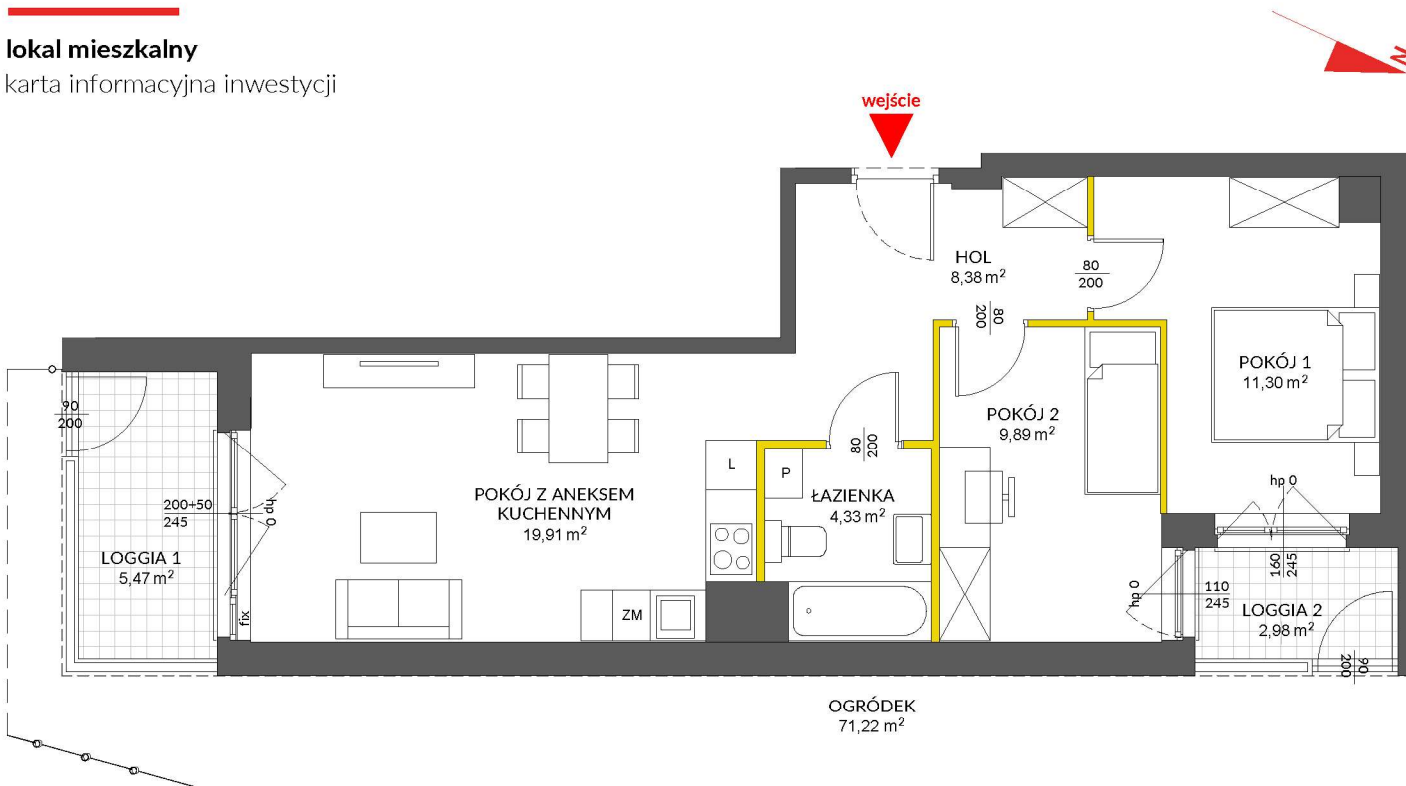 lokal mieszkalny
karta informacyjna inwestycji
N
wejście
HOL
8,38 m²
80
200
80
200
POKÓJ 1
11,30 m²
POKÓJ 2
9,89 m²
90
200
80
200
L
P
hp 0
POKÓJ Z ANEKSEM
KUCHENNYM
19,91 m²
ŁAZIENKA
4,33 m²
200+50
245
hp 0
LOGGIA 1
5,47 m²
160
245
hp 0
110
245
LOGGIA 2
2,98 m²
fix
ZM
90
200
OGRÓDEK
71,22 m²